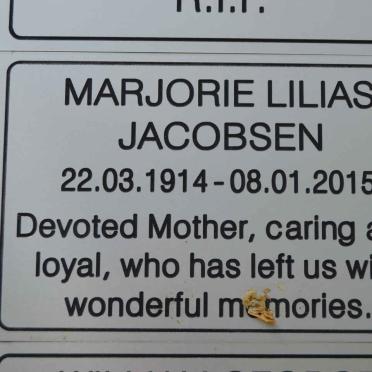 R.I.P.
MARJORIE LILIAS
JACOBSEN
22.03.1914 - 08.01.2015
Devoted Mother, caring a
loyal, who has left us wi
wonderful memories.